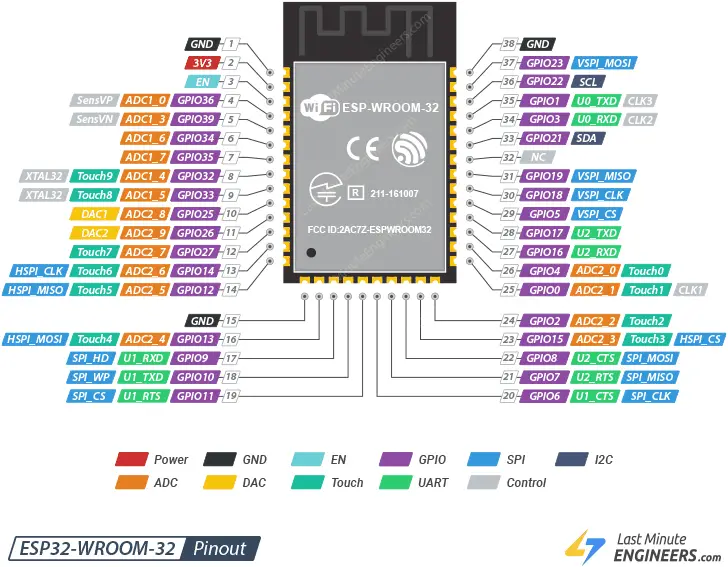 GND 1
3V3 2
EN 3
SensVP ADC1_0 GPIO36 4
SensVN ADC1_3 GPIO39 5
ADC1_6 GPIO34 6
ADC1_7 GPIO35 7
XTAL32 Touch9 ADC1_4 GPIO32 8
XTAL32 Touch8 ADC1_5 GPIO33 9
DAC1 ADC2_8 GPIO25 10
DAC2 ADC2_9 GPIO26 11
Touch7 ADC2_7 GPIO27 12
HSPI_CLK Touch6 ADC2_6 GPIO14 13
HSPI_MISO Touch5 ADC2_5 GPIO12 14
GND 15
HSPI_MOSI Touch4 ADC2_4 GPIO13 16
SPI_HD U1_RXD GPIO9 17
SPI_WP U1_TXD GPIO10 18
SPI_CS U1_RTS GPIO11 19
WiFi ESP-WROOM-32
CE
R 211-161007
FCC ID:2AC7Z-ESPWROOM32
38 GND
37 GPIO23 VSPI_MOSI
36 GPIO22 SCL
35 GPIO1 U0_TXD CLK3
34 GPIO3 U0_RXD CLK2
33 GPIO21 SDA
32 NC
31 GPIO19 VSPI_MISO
30 GPIO18 VSPI_CLK
29 GPIO5 VSPI_CS
28 GPIO17 U2_TXD
27 GPIO16 U2_RXD
26 GPIO4 ADC2_0 Touch0
25 GPIO0 ADC2_1 Touch1 CLK1
24 GPIO2 ADC2_2 Touch2
23 GPIO15 ADC2_3 Touch3 HSPI_CS
22 GPIO8 U2_CTS SPI_MOSI
21 GPIO7 U2_RTS SPI_MISO
20 GPIO6 U1_CTS SPI_CLK
Power GND EN GPIO SPI I2C
ADC DAC Touch UART Control
ESP32-WROOM-32 Pinout
Last Minute
ENGINEERS.com